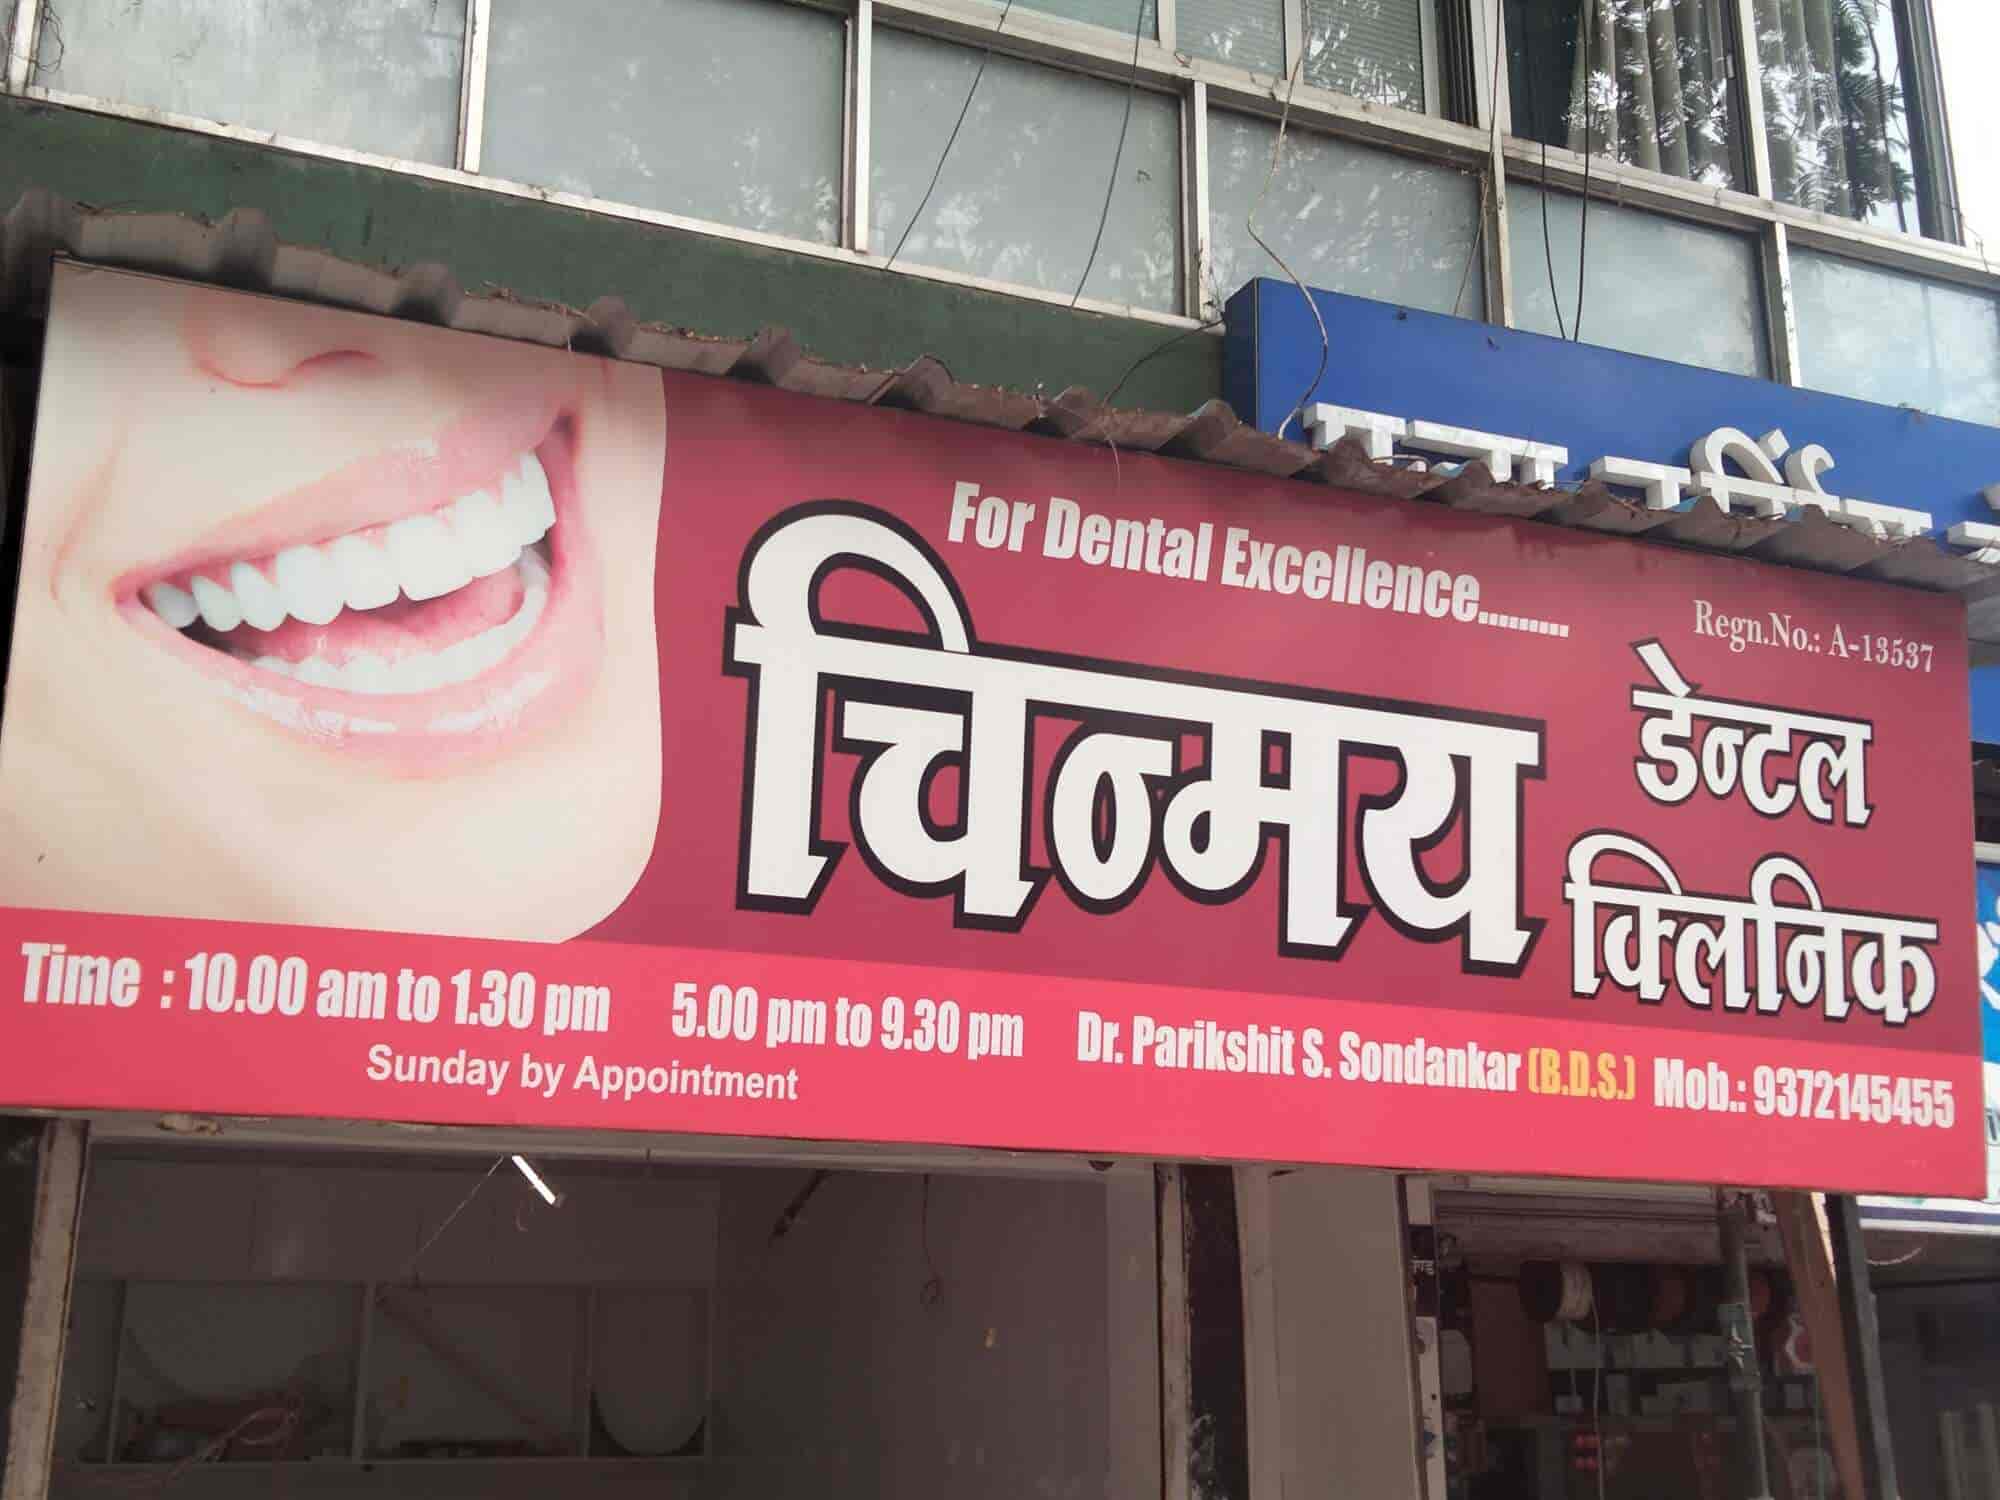 For Dental Excellence.........
Regn.No.: A-13537
चिन्मय
डेन्टल
क्लिनिक
Time : 10.00 am to 1.30 pm 5.00 pm to 9.30 pm Dr. Parikshit S. Sondankar (B.D.S.) Mob.: 9372145455
Sunday by Appointment